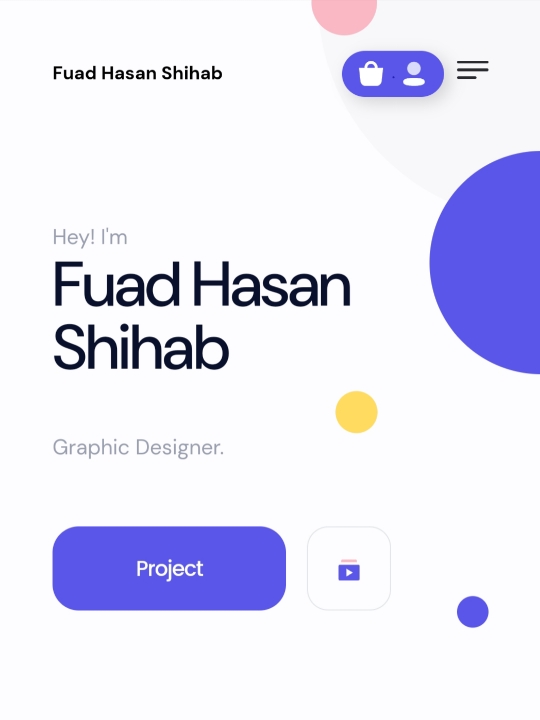 Fuad Hasan Shihab
Hey! I'm
Fuad Hasan
Shihab
Graphic Designer.
Project